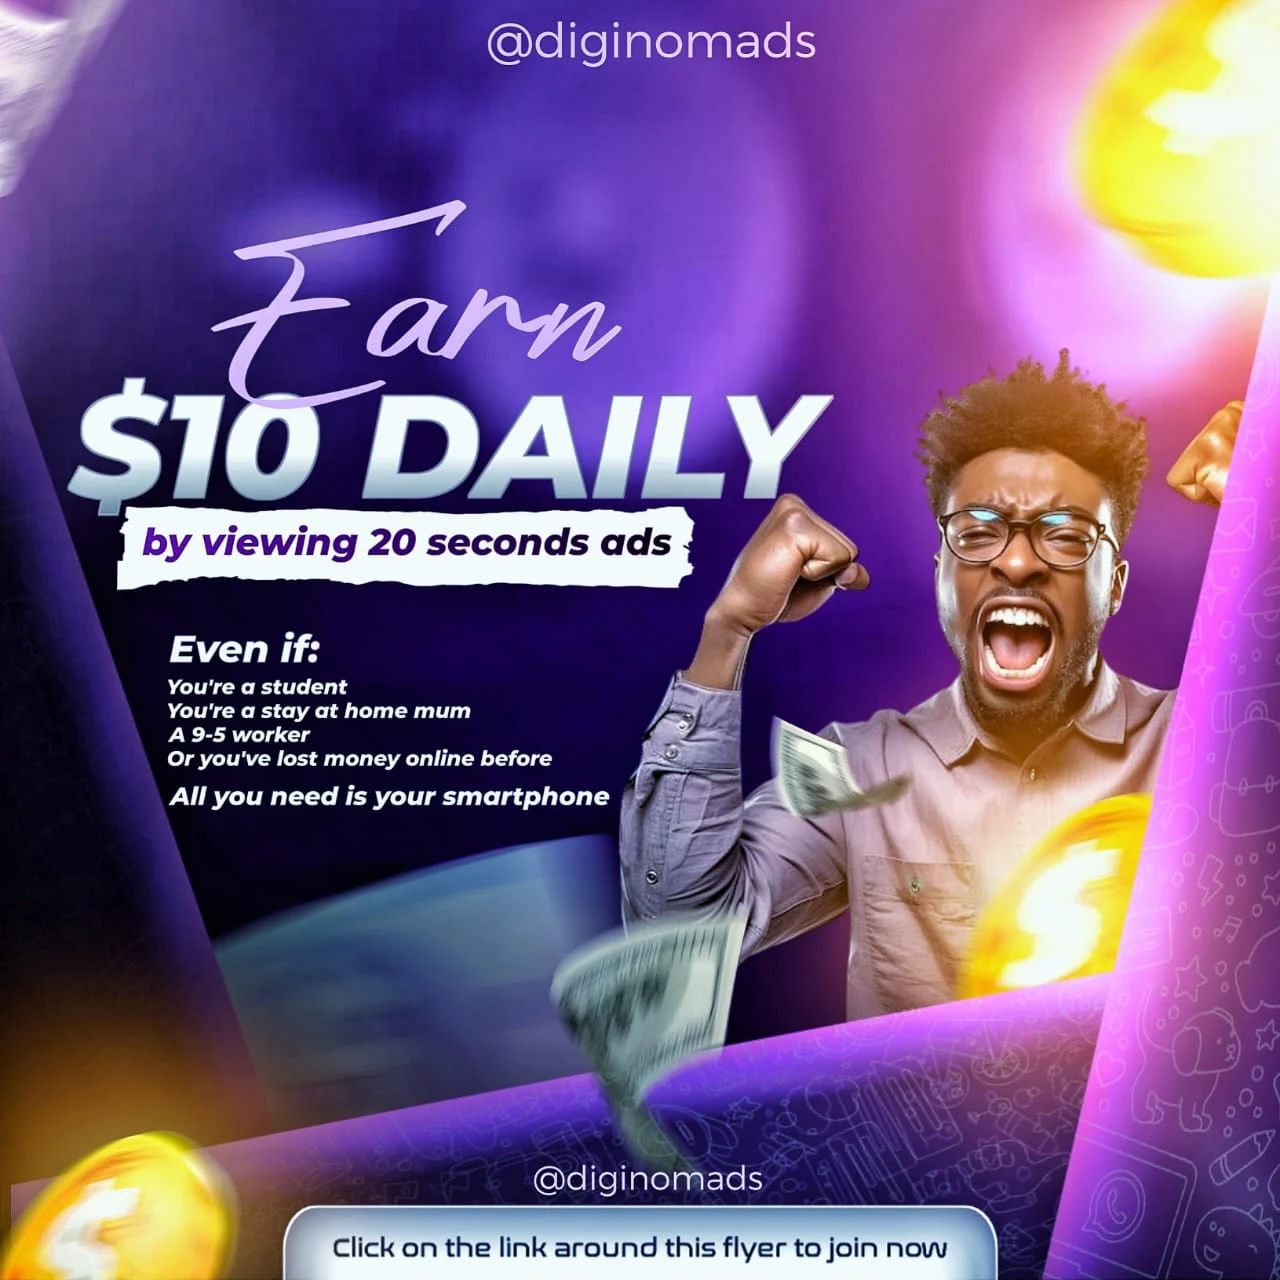 @diginomads
Earn
$10 DAILY
by viewing 20 seconds ads
Even if:
You're a student
You're a stay at home mum
A 9-5 worker
Or you've lost money online before
All you need is your smartphone
@diginomads
Click on the link around this flyer to join now